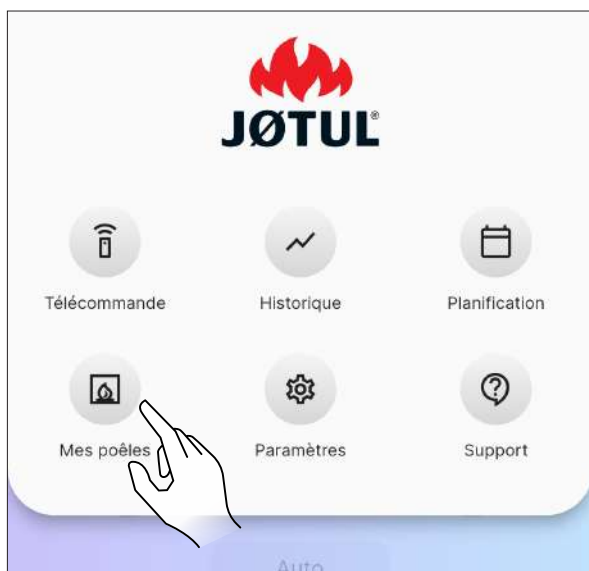 JØTUL®
Télécommande Historique Planification
Mes poêles Paramètres Support
Auto